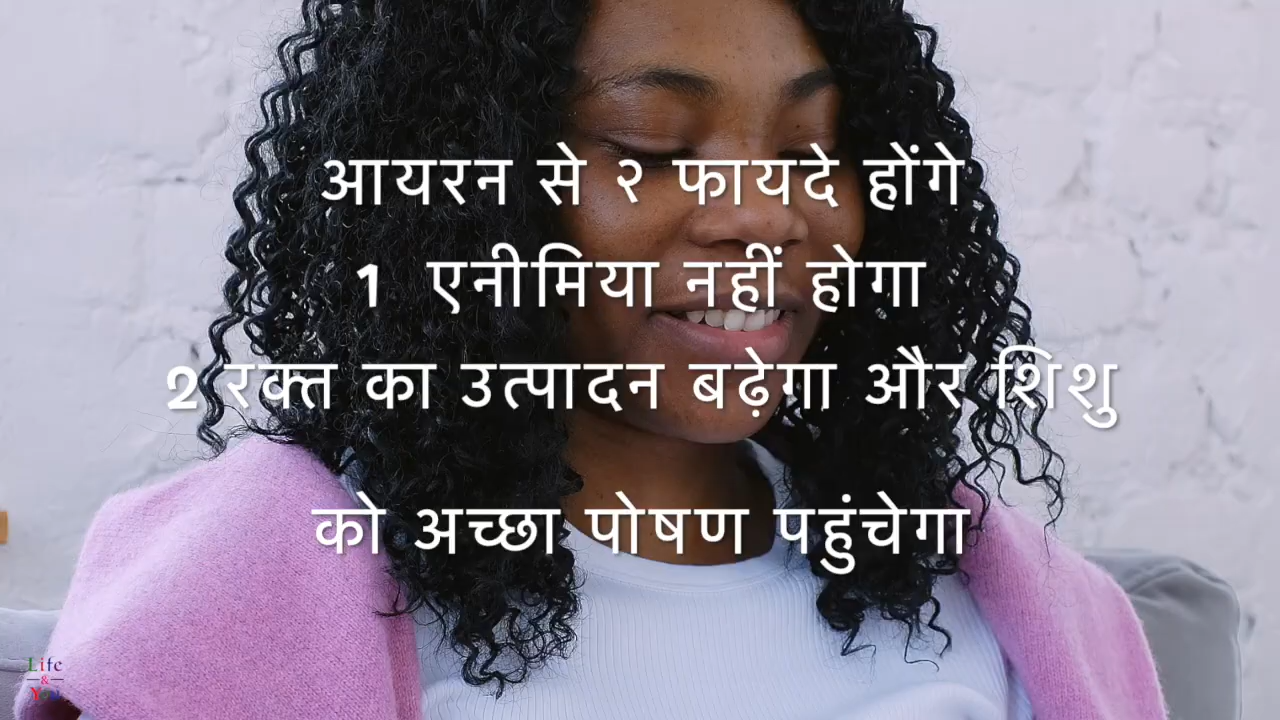 आयरन से २ फायदे होंगे
1 एनीमिया नहीं होगा
2 रक्त का उत्पादन बढ़ेगा और शिशु
को अच्छा पोषण पहुंचेगा
Life
&
You